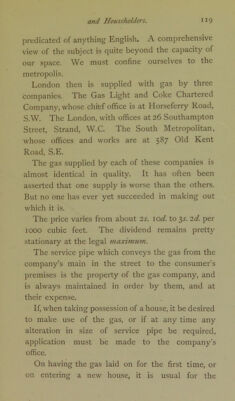 and Householders. 119
predicated of anything English. A comprehensive
view of the subject is quite beyond the capacity of
our space. We must confine ourselves to the
metropolis.
London then is supplied with gas by three
companies. The Gas Light and Coke Chartered
Company, whose chief office is at Horseferry Road,
S.W. The London, with offices at 26 Southampton
Street, Strand, W.C. The South Metropolitan,
whose offices and works are at 587 Old Kent
Road, S.E.
The gas supplied by each of these companies is
almost identical in quality. It has often been
asserted that one supply is worse than the others.
But no one has ever yet succeeded in making out
which it is.
The price varies from about 2s. 10d. to 3s. 2d. per
1000 cubic feet. The dividend remains pretty
stationary at the legal maximum.
The service pipe which conveys the gas from the
company's main in the street to the consumer's
premises is the property of the gas company, and
is always maintained in order by them, and at
their expense.
If, when taking possession of a house, it be desired
to make use of the gas, or if at any time any
alteration in size of service pipe be required,
application must be made to the company's
office.
On having the gas laid on for the first time, or
on entering a new house, it is usual for the